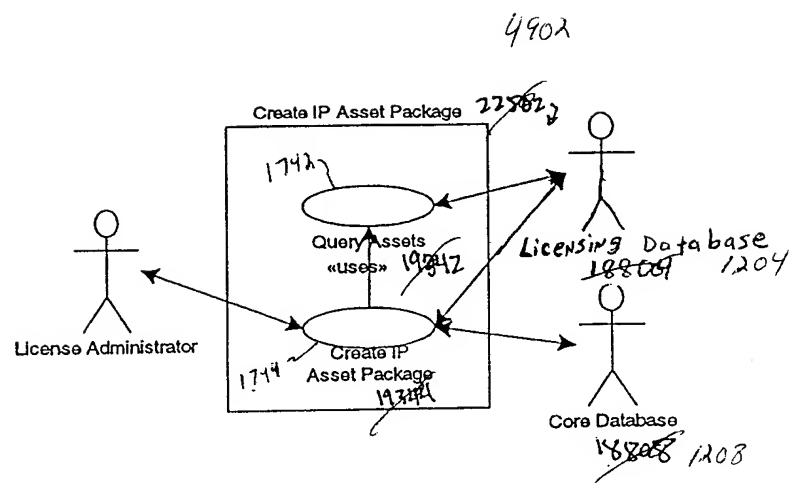 4902
Create IP Asset Package
1742
Query Assets
«uses»
Licensing Database
1204
License Administrator
1744
Create IP
Asset Package
Core Database
18808 1208